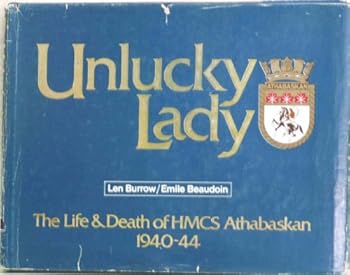 Unlucky
Lady
ATHABASKAN
Len Burrow/Emile Beaudoin
The Life & Death of HMCS Athabaskan
1940-44